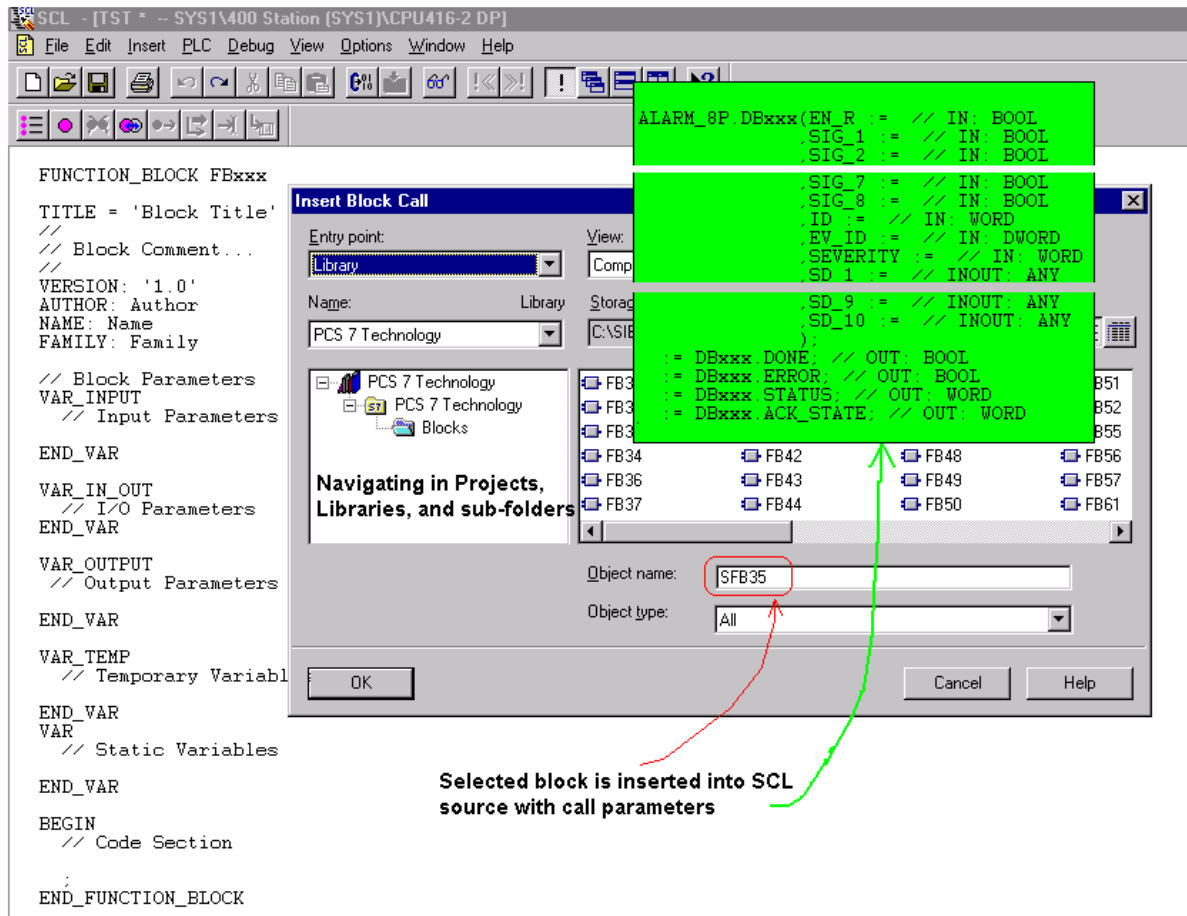 SCL - [TST * -- SYS1\400 Station (SYS1)\CPU416-2 DP]
File Edit Insert PLC Debug View Options Window Help
FUNCTION_BLOCK FBxxx
TITLE = 'Block Title'
//
// Block Comment...
//
VERSION: '1.0'
AUTHOR: Author
NAME: Name
FAMILY: Family
// Block Parameters
VAR_INPUT
// Input Parameters
END_VAR
VAR_IN_OUT
// I/O Parameters
END_VAR
VAR_OUTPUT
// Output Parameters
END_VAR
VAR_TEMP
// Temporary Variabl
END_VAR
VAR
// Static Variables
END_VAR
BEGIN
// Code Section
;
END_FUNCTION_BLOCK
Insert Block Call
Entry point:
Library
View:
Comp
Name: Library
PCS 7 Technology
Storag
C:\SIE
PCS 7 Technology
PCS 7 Technology
Blocks
Navigating in Projects,
Libraries, and sub-folders
FB3 FB51
FB3 FB52
FB3 FB55
FB34 FB42 FB48 FB56
FB36 FB43 FB49 FB57
FB37 FB44 FB50 FB61
Object name: SFB35
Object type: All
OK Cancel Help
ALARM_8P.DBxxx(EN_R := // IN: BOOL
,SIG_1 := // IN: BOOL
,SIG_2 := // IN: BOOL
,SIG_7 := // IN: BOOL
,SIG_8 := // IN: BOOL
,ID := // IN: WORD
,EV_ID := // IN: DWORD
,SEVERITY := // IN: WORD
,SD_1 := // INOUT: ANY
,SD_9 := // INOUT: ANY
,SD_10 := // INOUT: ANY
);
:= DBxxx.DONE; // OUT: BOOL
:= DBxxx.ERROR; // OUT: BOOL
:= DBxxx.STATUS; // OUT: WORD
:= DBxxx.ACK_STATE; // OUT: WORD
Selected block is inserted into SCL
source with call parameters